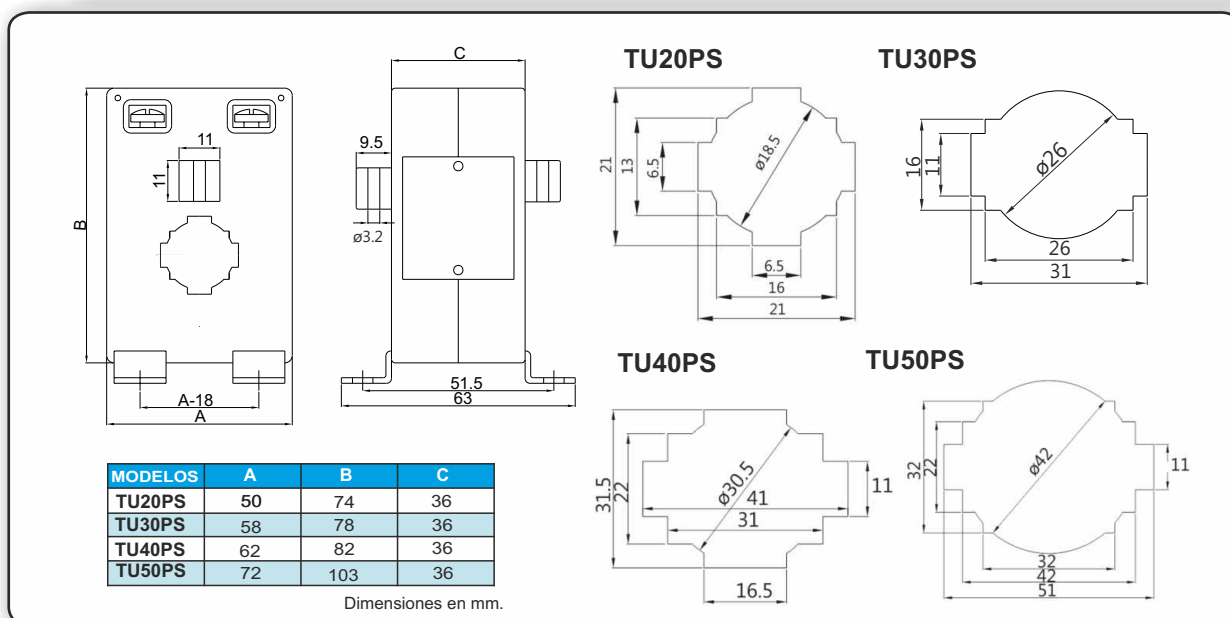 C
9.5
ø3.2
51.5
63
11
11
B
A-18
A
TU20PS
21
13
6.5
ø18.5
6.5
16
21
TU30PS
16
11
ø26
26
31
TU40PS
31.5
22
ø30.5
41
31
11
16.5
TU50PS
32
22
ø42
11
32
42
51
MODELOS A B C
TU20PS 50 74 36
TU30PS 58 78 36
TU40PS 62 82 36
TU50PS 72 103 36
Dimensiones en mm.